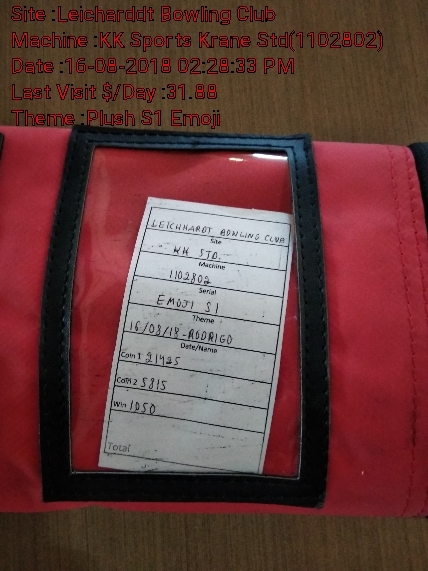 Site :Leicharddt Bowling Club
Machine :KK Sports Krane Std(1102802)
Date :16-08-2018 02:28:33 PM
Last Visit $/Day :31.88
Theme :Plush S1 Emoji
LEICHHARDT BOWLING CLUB
Site
KK STD.
Machine
1102802
Serial
EMOJI S1
Theme
16/08/18-RODRIGO
Date/Name
Coin 1 21425
Coin 2 5815
Win 1050
Total